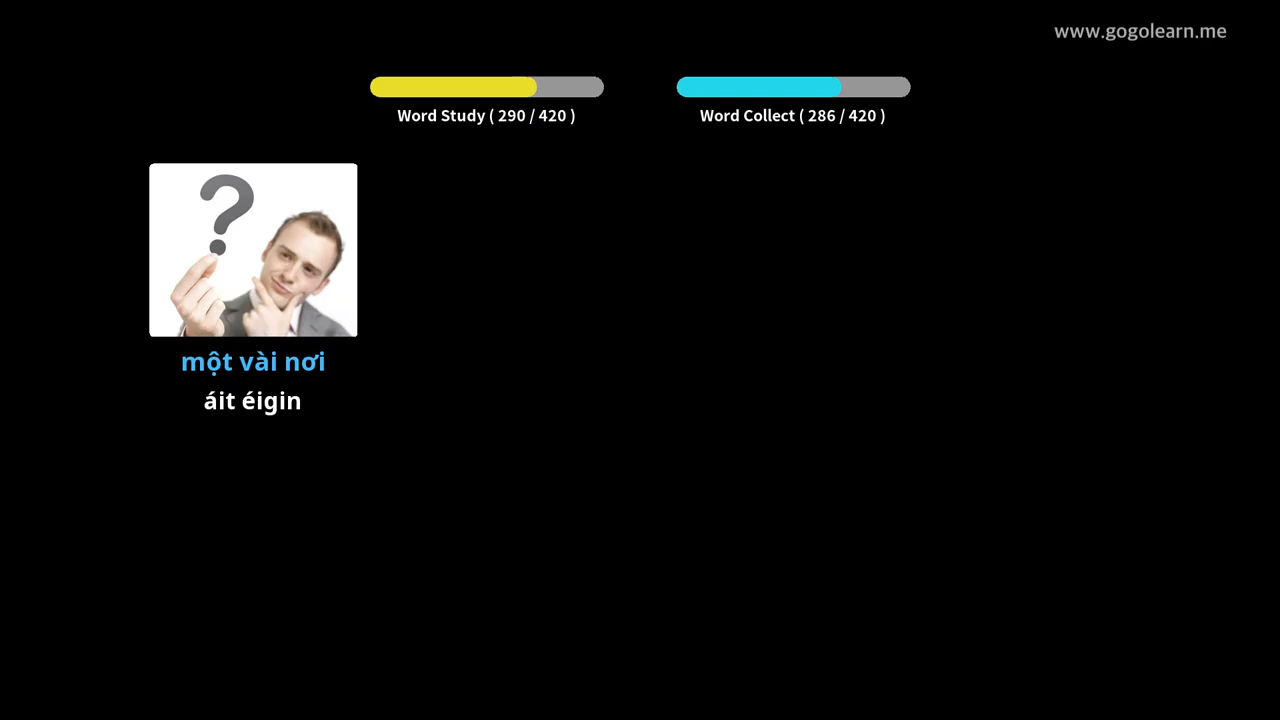 www.gogolearn.me
Word Study ( 290 / 420 )
Word Collect ( 286 / 420 )
?
một vài nơi
áit éigin